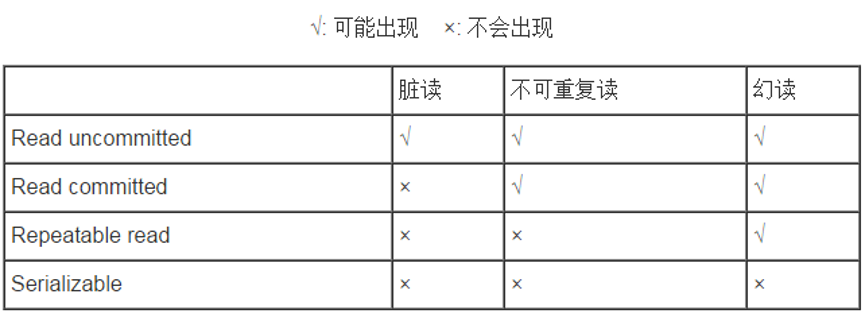 √: 可能出现 ×: 不会出现
脏读 不可重复读 幻读
Read uncommitted √ √ √
Read committed × √ √
Repeatable read × × √
Serializable × × ×